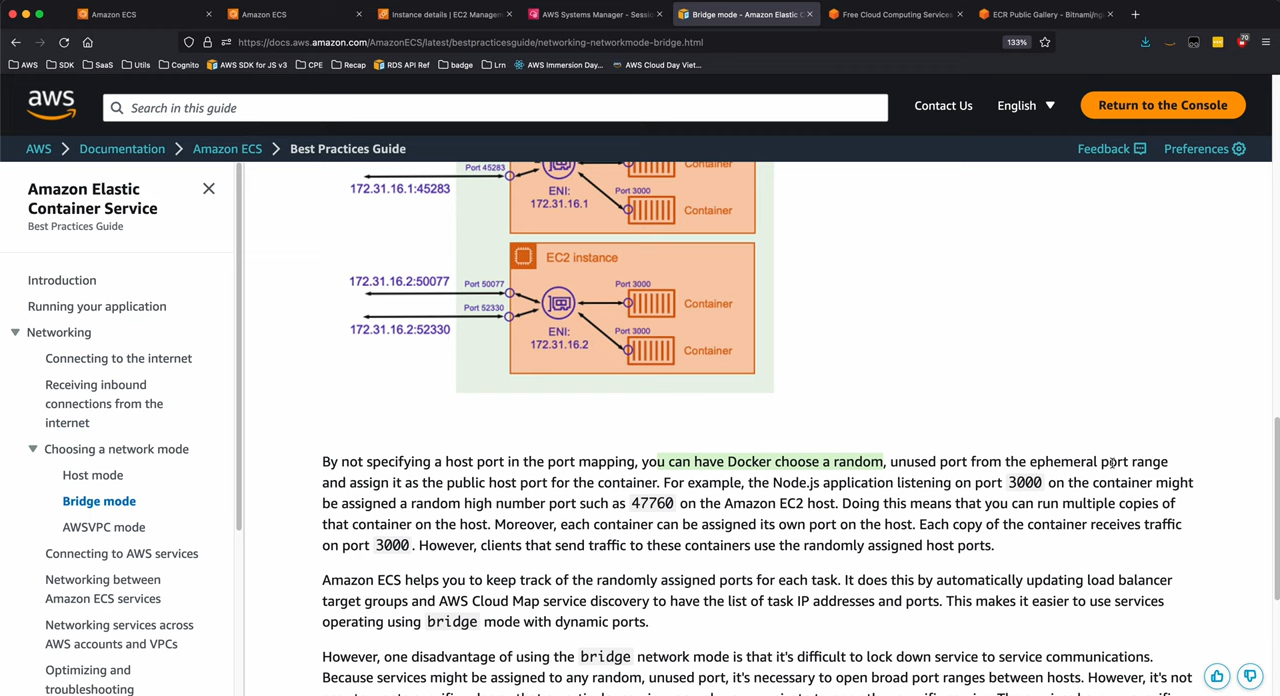 Amazon ECS
Amazon ECS
Instance details | EC2 Managem
AWS Systems Manager - Sessio
Bridge mode - Amazon Elastic C
Free Cloud Computing Services
ECR Public Gallery - Bitnami/ng
https://docs.aws.amazon.com/AmazonECS/latest/bestpracticesguide/networking-networkmode-bridge.html
133%
70
AWS SDK SaaS Utils Cognito AWS SDK for JS v3 CPE Recap RDS API Ref badge Lrn AWS Immersion Day... AWS Cloud Day Viet...
aws
Search in this guide
Contact Us
English
Return to the Console
AWS > Documentation > Amazon ECS > Best Practices Guide
Feedback
Preferences
Amazon Elastic
Container Service
Best Practices Guide
Introduction
Running your application
Networking
Connecting to the internet
Receiving inbound
connections from the
internet
Choosing a network mode
Host mode
Bridge mode
AWSVPC mode
Connecting to AWS services
Networking between
Amazon ECS services
Networking services across
AWS accounts and VPCs
Optimizing and
troubleshooting
Port 45283
172.31.16.1:45283
ENI:
172.31.16.1
Container
Port 3000
Container
EC2 instance
172.31.16.2:50077
Port 50077
Port 52330
172.31.16.2:52330
ENI:
172.31.16.2
Port 3000
Container
Port 3000
Container
By not specifying a host port in the port mapping, you can have Docker choose a random, unused port from the ephemeral port range
and assign it as the public host port for the container. For example, the Node.js application listening on port 3000 on the container might
be assigned a random high number port such as 47760 on the Amazon EC2 host. Doing this means that you can run multiple copies of
that container on the host. Moreover, each container can be assigned its own port on the host. Each copy of the container receives traffic
on port 3000. However, clients that send traffic to these containers use the randomly assigned host ports.
Amazon ECS helps you to keep track of the randomly assigned ports for each task. It does this by automatically updating load balancer
target groups and AWS Cloud Map service discovery to have the list of task IP addresses and ports. This makes it easier to use services
operating using bridge mode with dynamic ports.
However, one disadvantage of using the bridge network mode is that it's difficult to lock down service to service communications.
Because services might be assigned to any random, unused port, it's necessary to open broad port ranges between hosts. However, it's not